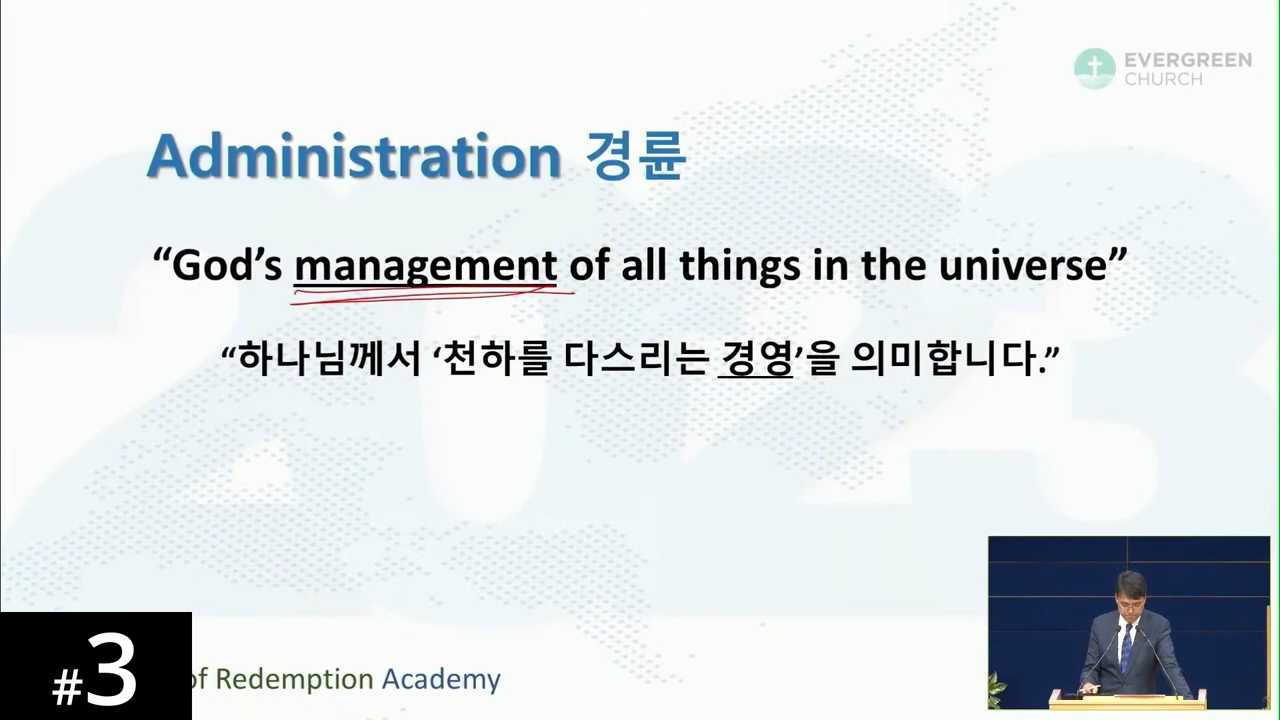 EVERGREEN
CHURCH
Administration 경륜
“God’s management of all things in the universe”
“하나님께서 ‘천하를 다스리는 경영’을 의미합니다.”
of Redemption Academy
#3